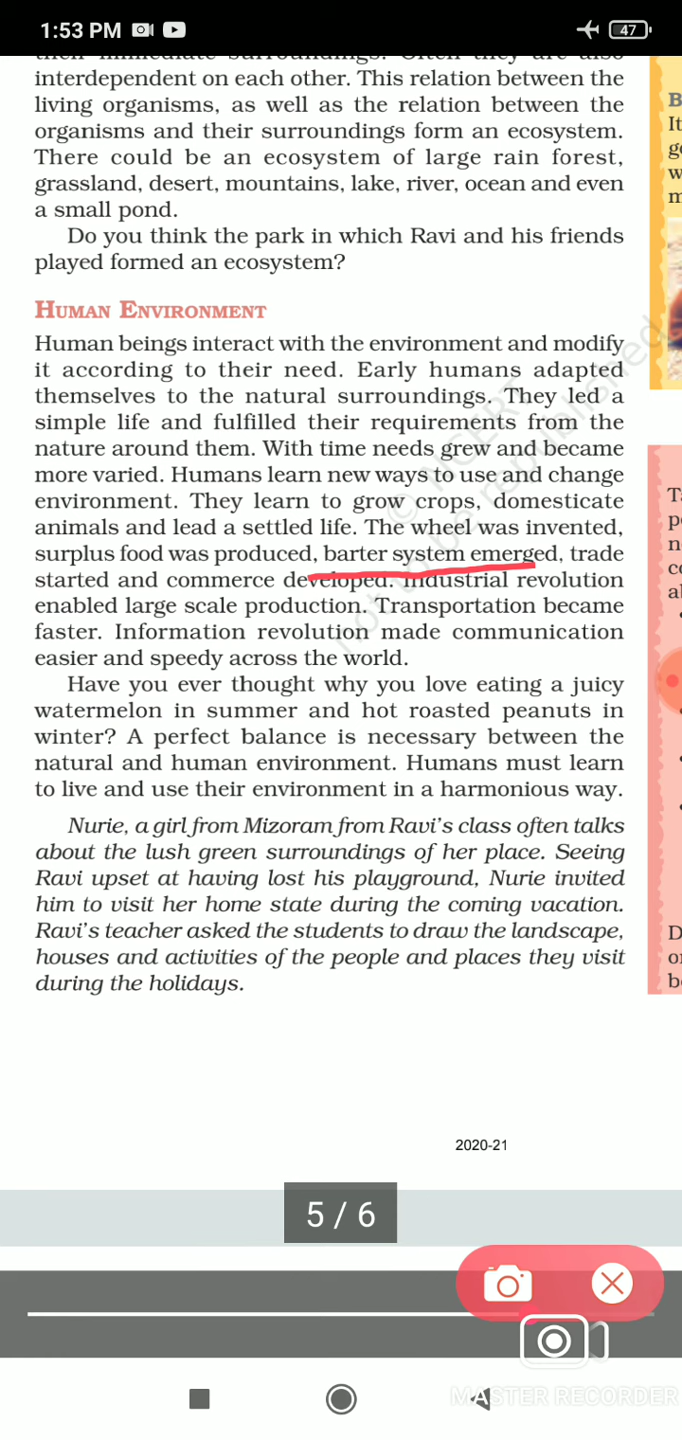 1:53 PM
47
their immediate surroundings. Often they are also
interdependent on each other. This relation between the
living organisms, as well as the relation between the
organisms and their surroundings form an ecosystem.
There could be an ecosystem of large rain forest,
grassland, desert, mountains, lake, river, ocean and even
a small pond.
Do you think the park in which Ravi and his friends
played formed an ecosystem?
HUMAN ENVIRONMENT
Human beings interact with the environment and modify
it according to their need. Early humans adapted
themselves to the natural surroundings. They led a
simple life and fulfilled their requirements from the
nature around them. With time needs grew and became
more varied. Humans learn new ways to use and change
environment. They learn to grow crops, domesticate
animals and lead a settled life. The wheel was invented,
surplus food was produced, barter system emerged, trade
started and commerce developed. Industrial revolution
enabled large scale production. Transportation became
faster. Information revolution made communication
easier and speedy across the world.
Have you ever thought why you love eating a juicy
watermelon in summer and hot roasted peanuts in
winter? A perfect balance is necessary between the
natural and human environment. Humans must learn
to live and use their environment in a harmonious way.
Nurie, a girl from Mizoram from Ravi's class often talks
about the lush green surroundings of her place. Seeing
Ravi upset at having lost his playground, Nurie invited
him to visit her home state during the coming vacation.
Ravi's teacher asked the students to draw the landscape,
houses and activities of the people and places they visit
during the holidays.
© NCERT
not to be republished
2020-21
5 / 6
MASTER RECORDER